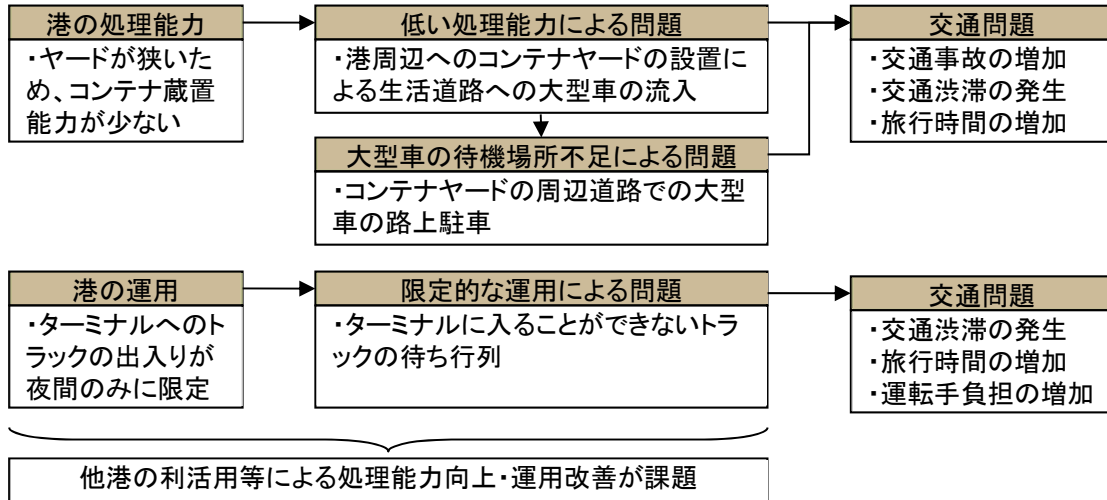 港の処理能力
・ヤードが狭いた
め、コンテナ蔵置
能力が少ない
低い処理能力による問題
・港周辺へのコンテナヤードの設置に
よる生活道路への大型車の流入
大型車の待機場所不足による問題
・コンテナヤードの周辺道路での大型
車の路上駐車
交通問題
・交通事故の増加
・交通渋滞の発生
・旅行時間の増加
港の運用
・ターミナルへのト
ラックの出入りが
夜間のみに限定
限定的な運用による問題
・ターミナルに入ることができないトラ
ックの待ち行列
交通問題
・交通渋滞の発生
・旅行時間の増加
・運転手負担の増加
他港の利活用等による処理能力向上・運用改善が課題